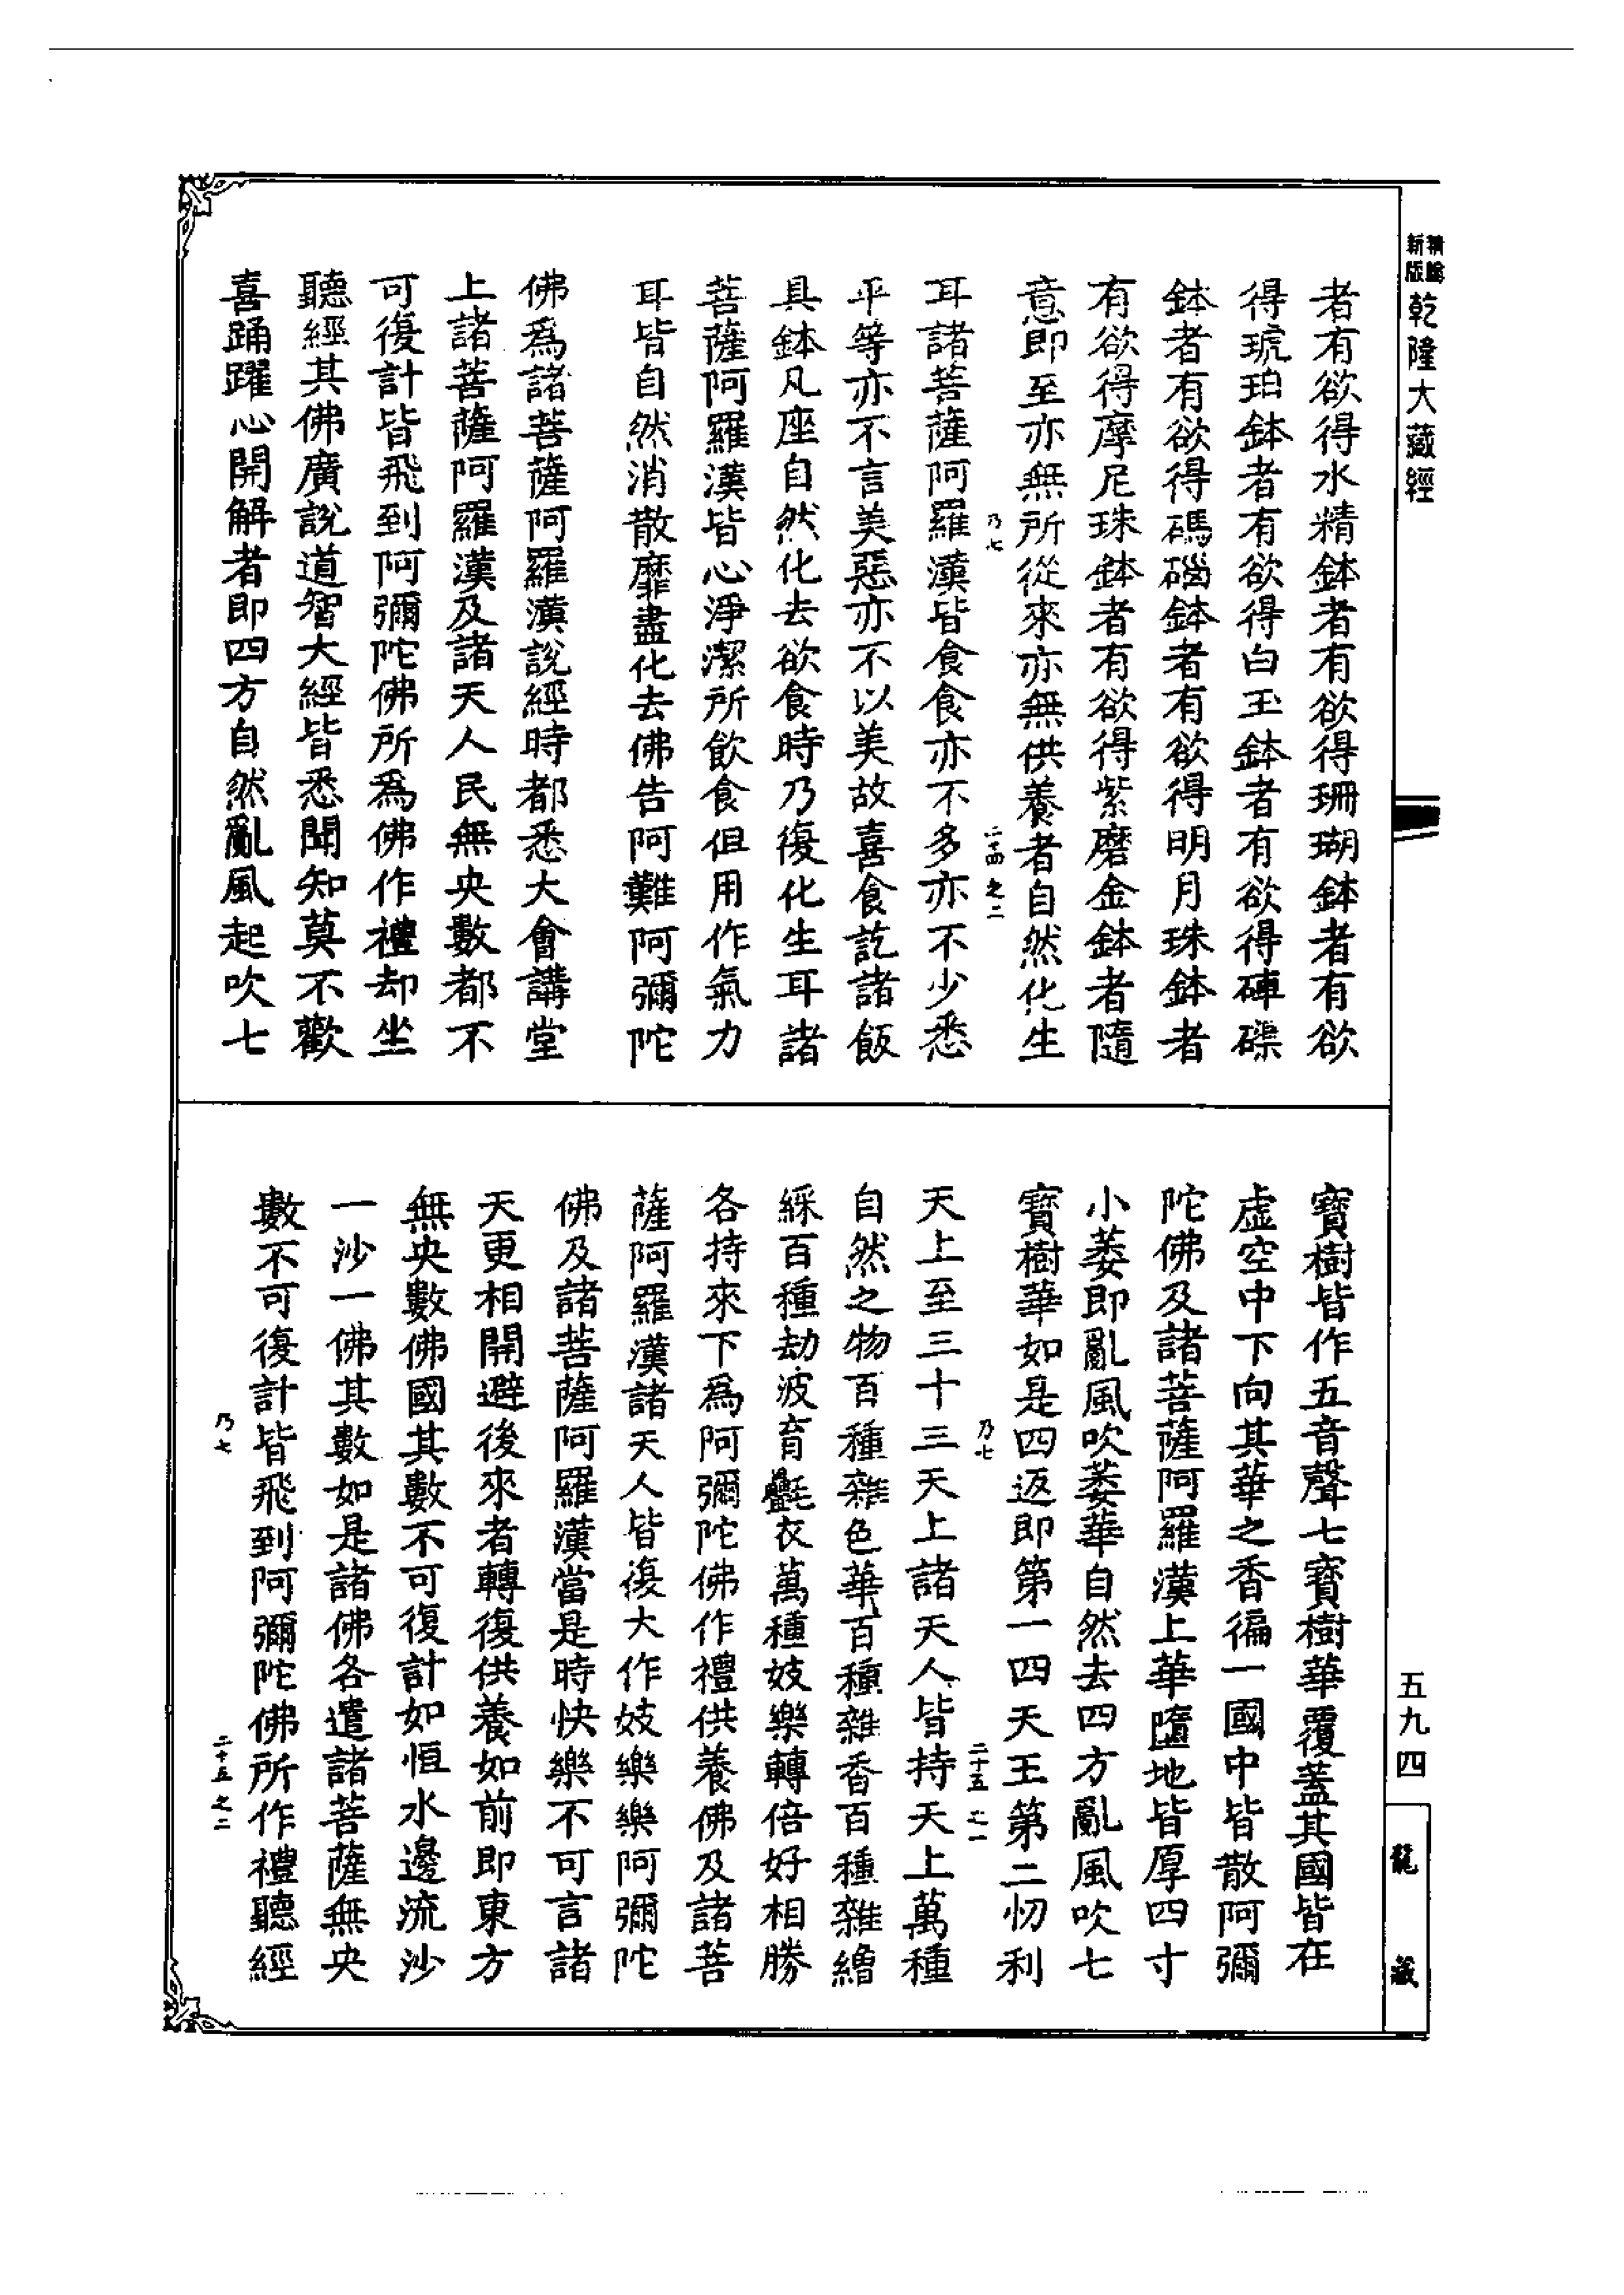 新版精縮
乾隆大藏經
者有欲得水精鉢者有欲得珊瑚鉢者有欲
得琥珀鉢者有欲得白玉鉢者有欲得硨磲
鉢者有欲得碼碯鉢者有欲得明月珠鉢者
有欲得摩尼珠鉢者有欲得紫磨金鉢者隨
意即至亦無所從來亦無供養者自然化生
乃七 二十四之二
耳諸菩薩阿羅漢皆食食亦不多亦不少悉
平等亦不言美惡亦不以美故喜食訖諸飯
具鉢凡座自然化去欲食時乃復化生耳諸
菩薩阿羅漢皆心淨潔所飲食但用作氣力
耳皆自然消散靡盡化去佛告阿難阿彌陀
佛爲諸菩薩阿羅漢說經時都悉大會講堂
上諸菩薩阿羅漢及諸天人民無央數都不
可復計皆飛到阿彌陀佛所爲佛作禮却坐
聽經其佛廣說道智大經皆悉聞知莫不歡
喜踊躍心開解者即四方自然亂風起吹七
寶樹皆作五音聲七寶樹華覆蓋其國皆在
虛空中下向其華之香徧一國中皆散阿彌
陀佛及諸菩薩阿羅漢上華墮地皆厚四寸
小萎即亂風吹萎華自然去四方亂風吹七
寶樹華如是四返即第一四天王第二忉利
乃七 二十五之一
天上至三十三天上諸天人皆持天上萬種
自然之物百種雜色華百種雜香百種雜繒
綵百種劫波育㲲衣萬種妓樂轉倍好相勝
各持來下爲阿彌陀佛作禮供養佛及諸菩
薩阿羅漢諸天人皆復大作妓樂樂阿彌陀
佛及諸菩薩阿羅漢當是時快樂不可言諸
天更相開避後來者轉復供養如前即東方
無央數佛國其數不可復計如恒水邊流沙
一沙一佛其數如是諸佛各遣諸菩薩無央
數不可復計皆飛到阿彌陀佛所作禮聽經
乃七 二十五之二
五九四
龍藏